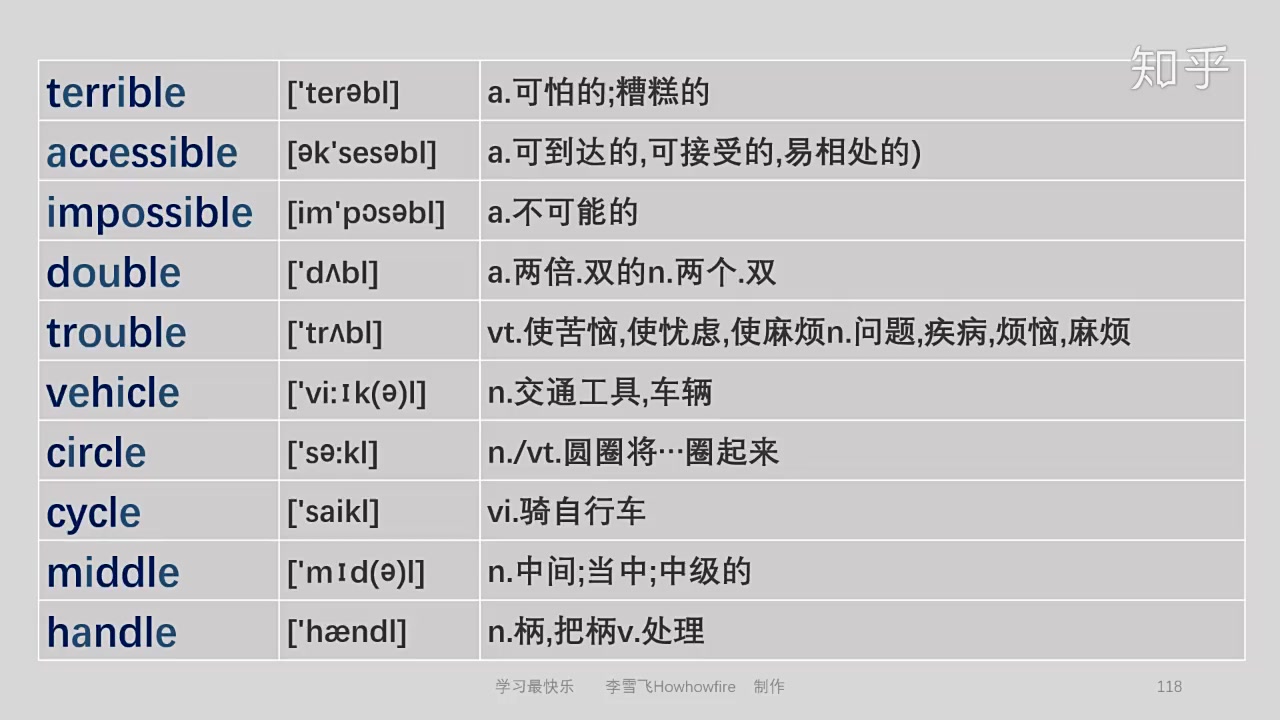 知乎
terrible ['terəbl] a.可怕的;糟糕的
accessible [ək'sesəbl] a.可到达的,可接受的,易相处的)
impossible [im'pɔsəbl] a.不可能的
double ['dʌbl] a.两倍.双的n.两个.双
trouble ['trʌbl] vt.使苦恼,使忧虑,使麻烦n.问题,疾病,烦恼,麻烦
vehicle ['vi:ɪk(ə)l] n.交通工具,车辆
circle ['sə:kl] n./vt.圆圈将…圈起来
cycle ['saikl] vi.骑自行车
middle ['mɪd(ə)l] n.中间;当中;中级的
handle ['hændl] n.柄,把柄v.处理
学习最快乐 李雪飞Howhowfire 制作 118